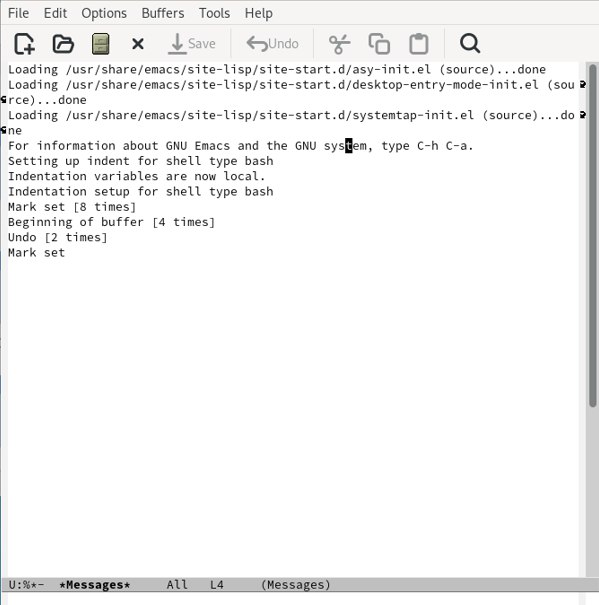 File Edit Options Buffers Tools Help
Save Undo
Loading /usr/share/emacs/site-lisp/site-start.d/asy-init.el (source)...done
Loading /usr/share/emacs/site-lisp/site-start.d/desktop-entry-mode-init.el (sou
rce)...done
Loading /usr/share/emacs/site-lisp/site-start.d/systemtap-init.el (source)...do
ne
For information about GNU Emacs and the GNU system, type C-h C-a.
Setting up indent for shell type bash
Indentation variables are now local.
Indentation setup for shell type bash
Mark set [8 times]
Beginning of buffer [4 times]
Undo [2 times]
Mark set
U:%*- *Messages* All L4 (Messages)